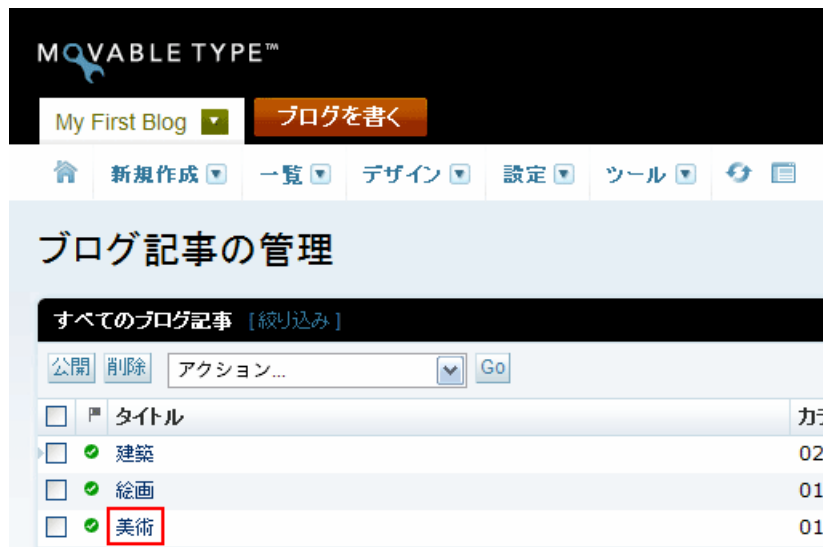 MOVABLE TYPE™
My First Blog ブログを書く
新規作成 一覧 デザイン 設定 ツール
ブログ記事の管理
すべてのブログ記事 [絞り込み]
公開 削除 アクション... Go
タイトル カテ
建築 02
絵画 01
美術 01